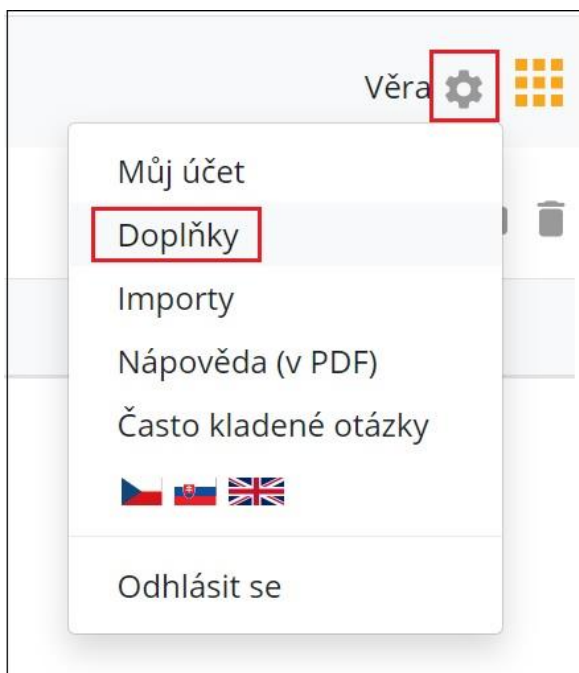 Věra
Můj účet
Doplňky
Importy
Nápověda (v PDF)
Často kladené otázky
Odhlásit se